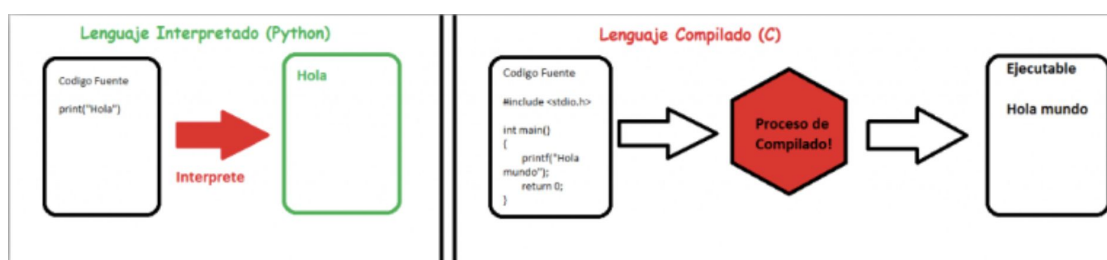 Lenguaje Interpretado (Python)
Codigo Fuente
print("Hola")
Interprete
Hola
Lenguaje Compilado (C)
Codigo Fuente
#include <stdio.h>
int main()
{
printf("Hola
mundo");
return 0;
}
Proceso de
Compilado!
Ejecutable
Hola mundo